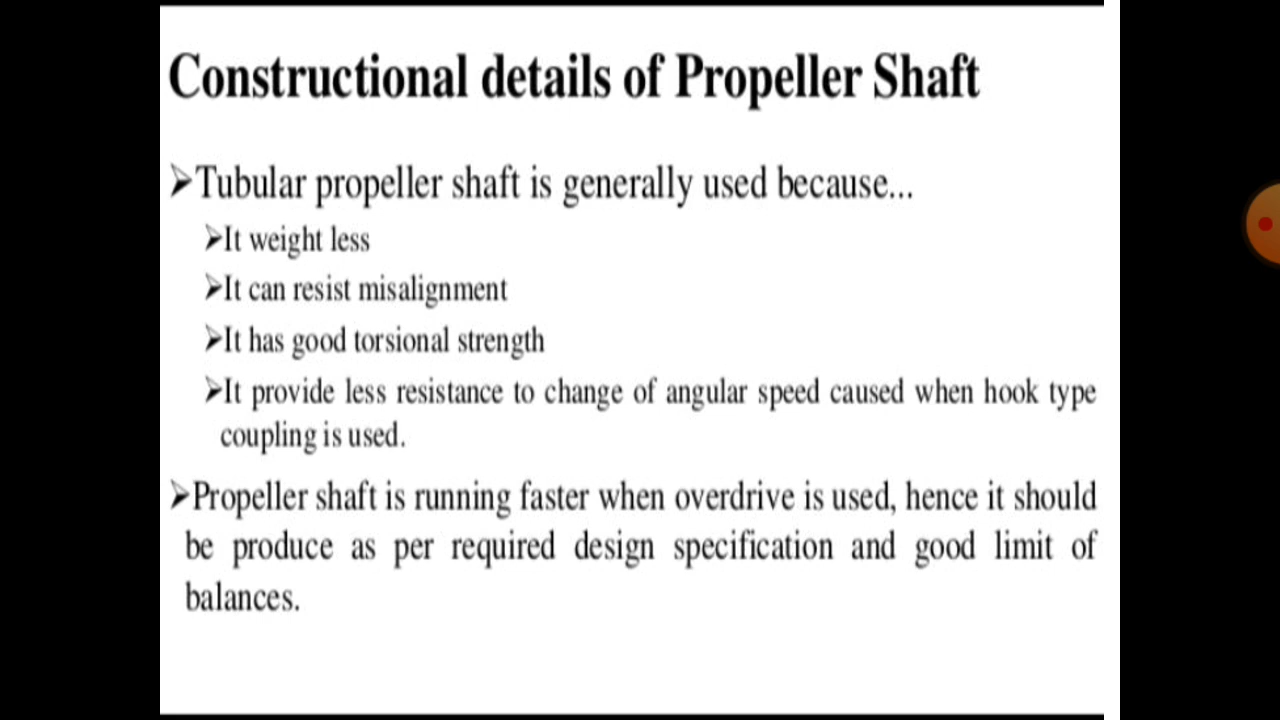 Constructional details of Propeller Shaft
➢Tubular propeller shaft is generally used because...
➢It weight less
➢It can resist misalignment
➢It has good torsional strength
➢It provide less resistance to change of angular speed caused when hook type
coupling is used.
➢Propeller shaft is running faster when overdrive is used, hence it should
be produce as per required design specification and good limit of
balances.